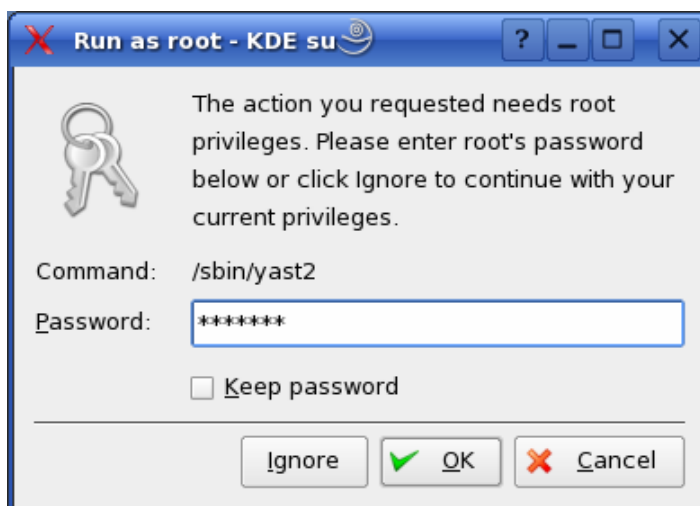 Run as root - KDE su
The action you requested needs root
privileges. Please enter root's password
below or click Ignore to continue with your
current privileges.
Command: /sbin/yast2
Password: *******
Keep password
Ignore OK Cancel